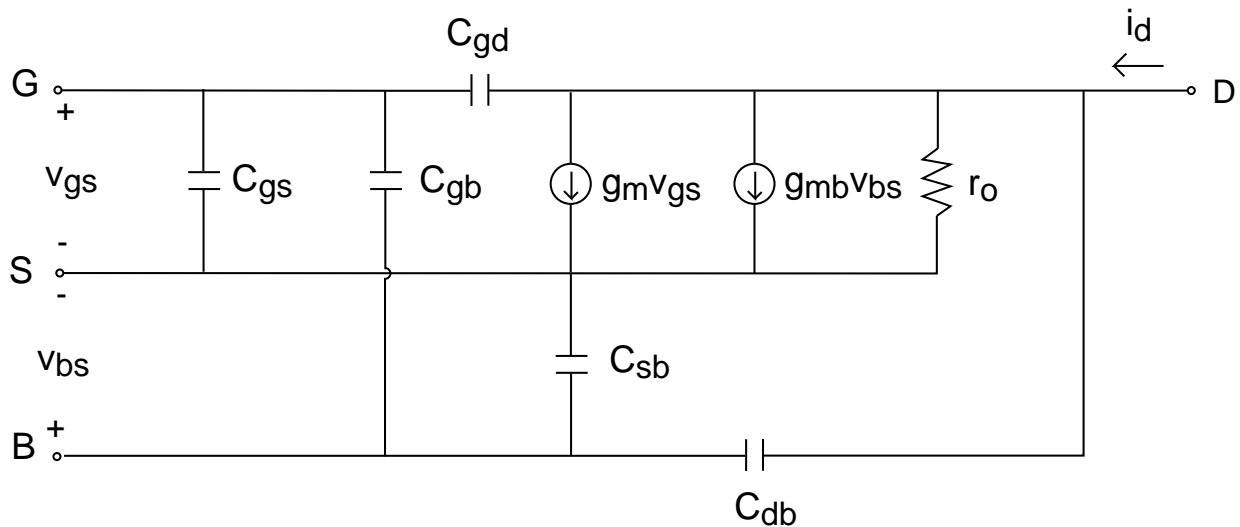 i_d
C_gd
G
D
+
v_gs
C_gs
C_gb
g_m v_gs
g_mb v_bs
r_o
-
S
-
v_bs
C_sb
+
B
C_db